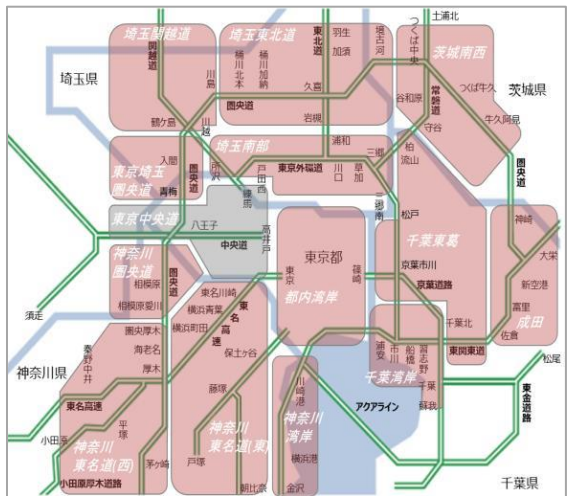 土浦北
埼玉関越道
埼玉東北道
茨城南西
関越道
東北道
羽生
加須
境古河
つくば中央
桶川北本
桶川加納
埼玉県
茨城県
川島
久喜
圏央道
常磐道
つくば牛久
谷和原
牛久阿見
鶴ケ島
川越
岩槻
守谷
埼玉南部
浦和
三郷
柏
流山
入間
東京埼玉
圏央道
圏央道
所沢
東京外環道
戸田西
川口
草加
圏央道
青梅
練馬
三郷南
松戸
東京中央道
八王子
中央道
高井戸
神崎
千葉東葛
大栄
東京都
神奈川
圏央道
圏央道
相模原
東京
篠崎
京葉市川
京葉道路
新空港
都内湾岸
富里
成田
佐倉
須走
相模原愛川
東名川崎
横浜青葉
横浜町田
東名高速
千葉北
東関東道
圏央厚木
海老名
厚木
秦野中井
保土ヶ谷
浦安
市川
船橋
習志野
松尾
神奈川県
千葉湾岸
千葉
蘇我
東金道路
川崎港
藤塚
アクアライン
東名高速
神奈川
湾岸
平塚
小田原
神奈川
東名道(西)
神奈川
東名道(東)
茅ヶ崎
戸塚
横浜港
小田原厚木道路
朝比奈
金沢
千葉県